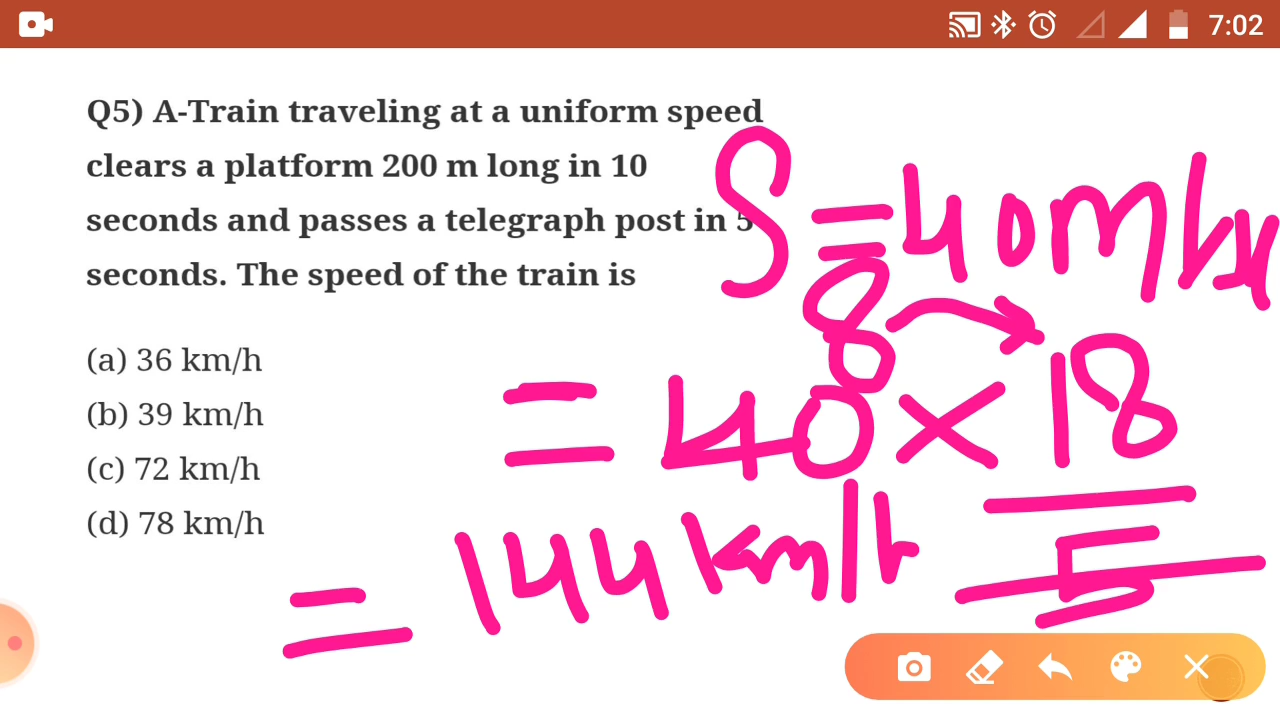 7:02
Q5) A-Train traveling at a uniform speed
clears a platform 200 m long in 10
seconds and passes a telegraph post in 5
seconds. The speed of the train is
(a) 36 km/h
(b) 39 km/h
(c) 72 km/h
(d) 78 km/h
S = 40m/
8
= 40 × 18
5
= 144 km/h